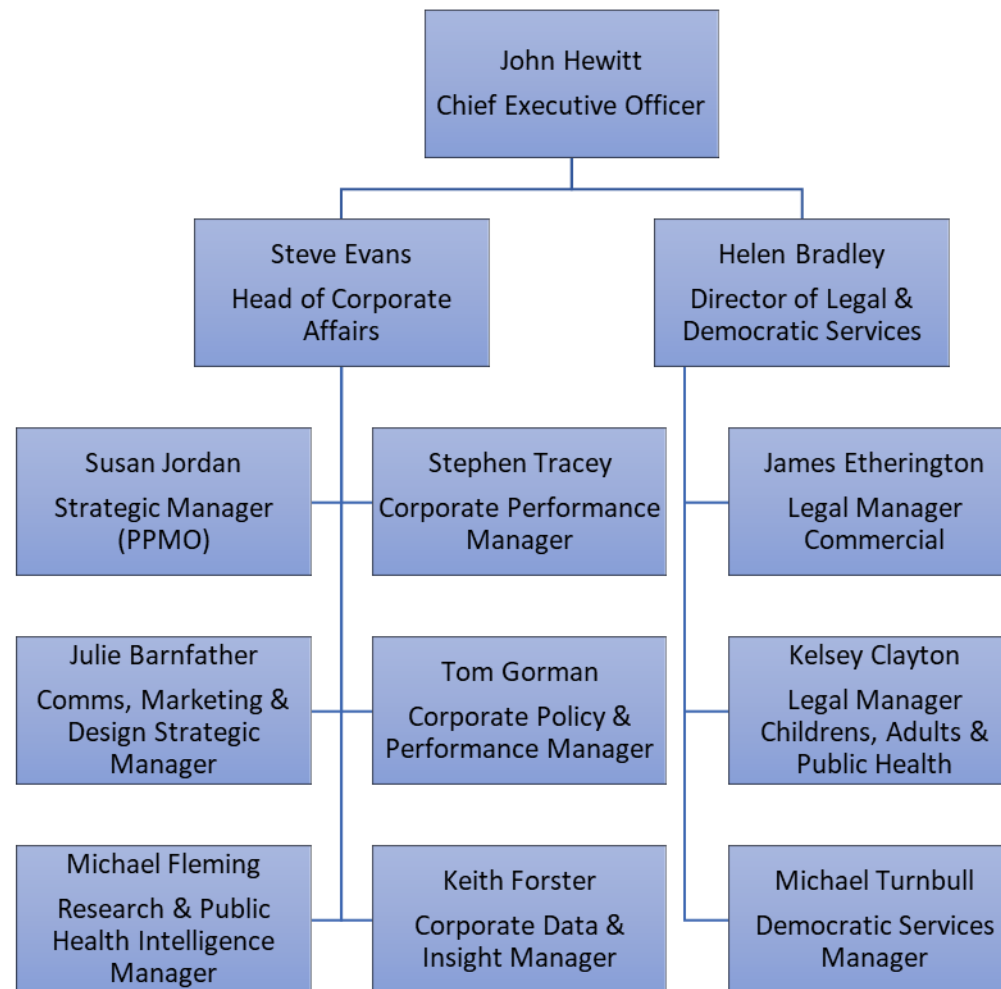 John Hewitt
Chief Executive Officer
Steve Evans
Head of Corporate
Affairs
Helen Bradley
Director of Legal &
Democratic Services
Susan Jordan
Strategic Manager
(PPMO)
Stephen Tracey
Corporate Performance
Manager
James Etherington
Legal Manager
Commercial
Julie Barnfather
Comms, Marketing &
Design Strategic
Manager
Tom Gorman
Corporate Policy &
Performance Manager
Kelsey Clayton
Legal Manager
Childrens, Adults &
Public Health
Michael Fleming
Research & Public
Health Intelligence
Manager
Keith Forster
Corporate Data &
Insight Manager
Michael Turnbull
Democratic Services
Manager